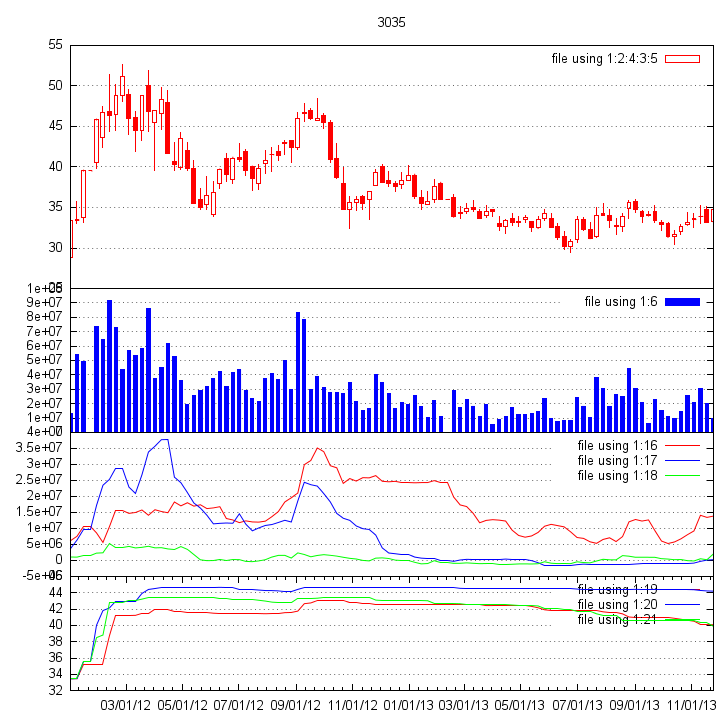 3035
55
file using 1:2:4:3:5
50
45
40
35
30
25
1e+08
file using 1:6
9e+07
8e+07
7e+07
6e+07
5e+07
4e+07
3e+07
2e+07
1e+07
0
4e+07
file using 1:16
3.5e+07
file using 1:17
3e+07
file using 1:18
2.5e+07
2e+07
1.5e+07
1e+07
5e+06
0
-5e+06
file using 1:19
44
file using 1:20
42
file using 1:21
40
38
36
34
32
03/01/12 05/01/12 07/01/12 09/01/12 11/01/12 01/01/13 03/01/13 05/01/13 07/01/13 09/01/13 11/01/13